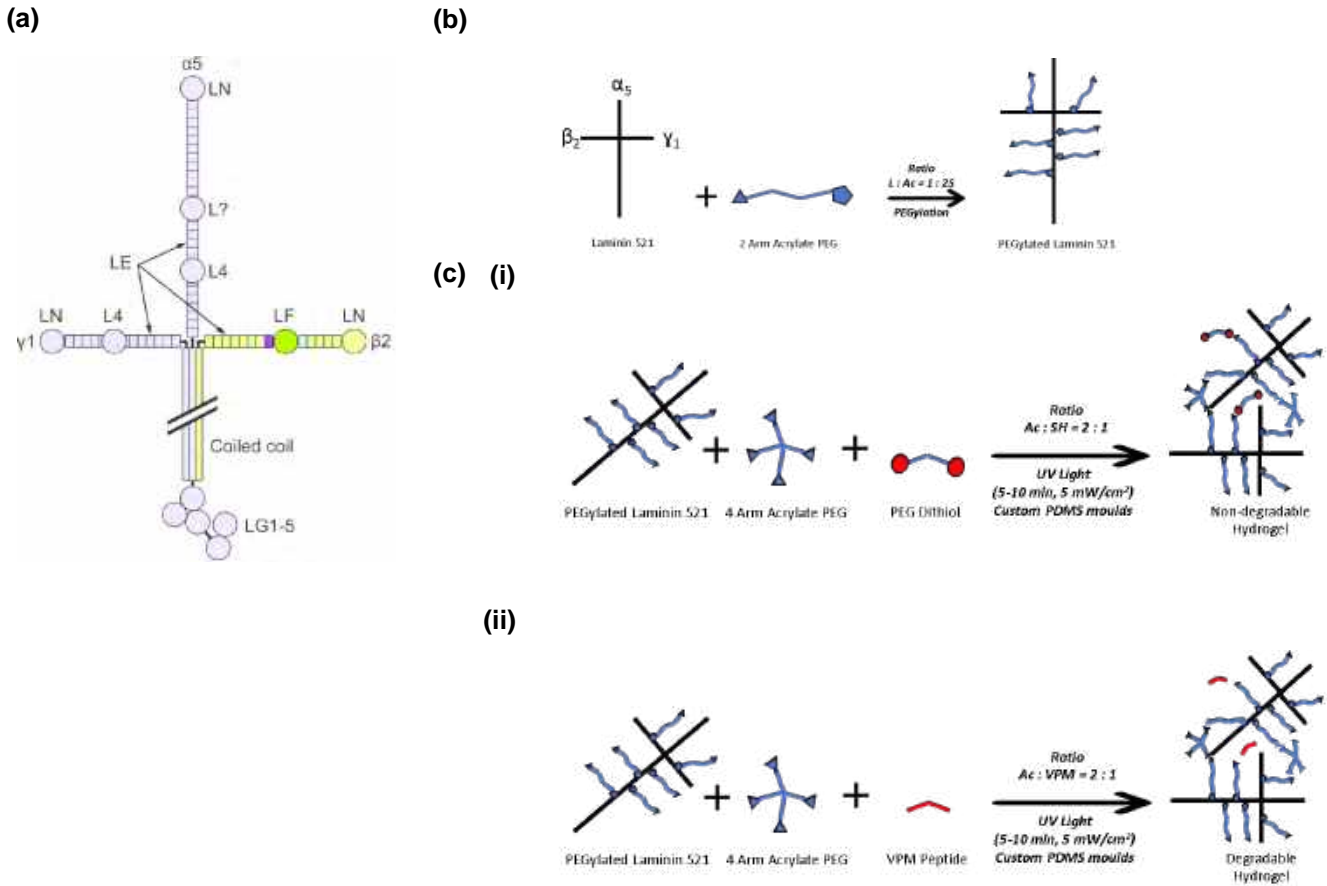 (a)
α5
LN
L?
LE
L4
LN
L4
LF
LN
γ1
β2
Coiled coil
LG1-5
(b)
α5
β2
γ1
+
Ratio
L : Ac = 1 : 25
PEGylation
Laminin 521
2 Arm Acrylate PEG
PEGylated Laminin 521
(c)
(i)
+
+
Ratio
Ac : SH = 2 : 1
UV Light
(5-10 min, 5 mW/cm²)
Custom PDMS moulds
PEGylated Laminin 521
4 Arm Acrylate PEG
PEG Dithiol
Non-degradable
Hydrogel
(ii)
+
+
Ratio
Ac : VPM = 2 : 1
UV Light
(5-10 min, 5 mW/cm²)
Custom PDMS moulds
PEGylated Laminin 521
4 Arm Acrylate PEG
VPM Peptide
Degradable
Hydrogel